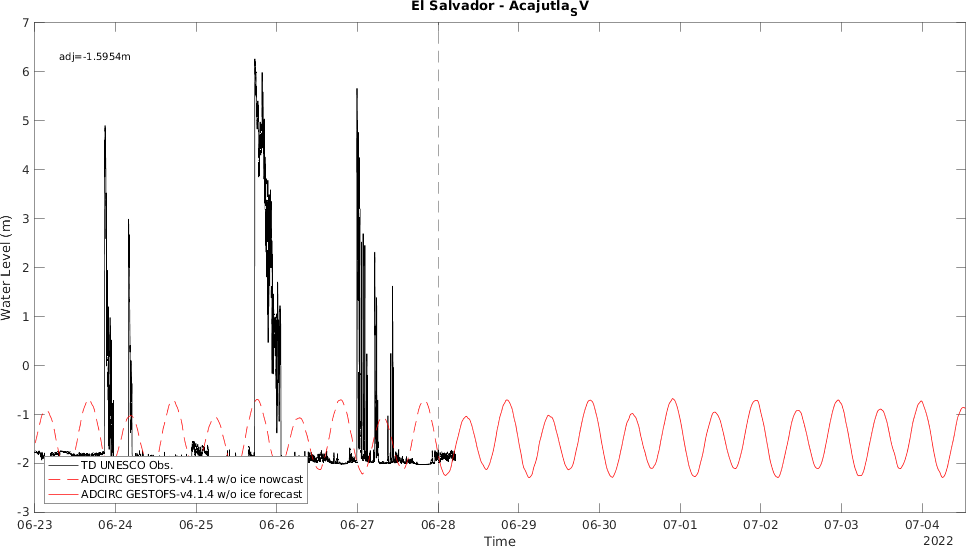 El Salvador - AcajutlaSV
adj=-1.5954m
7
6
5
4
3
2
1
0
-1
-2
-3
Water Level (m)
TD UNESCO Obs.
ADCIRC GESTOFS-v4.1.4 w/o ice nowcast
ADCIRC GESTOFS-v4.1.4 w/o ice forecast
06-23 06-24 06-25 06-26 06-27 06-28 06-29 06-30 07-01 07-02 07-03 07-04
Time
2022